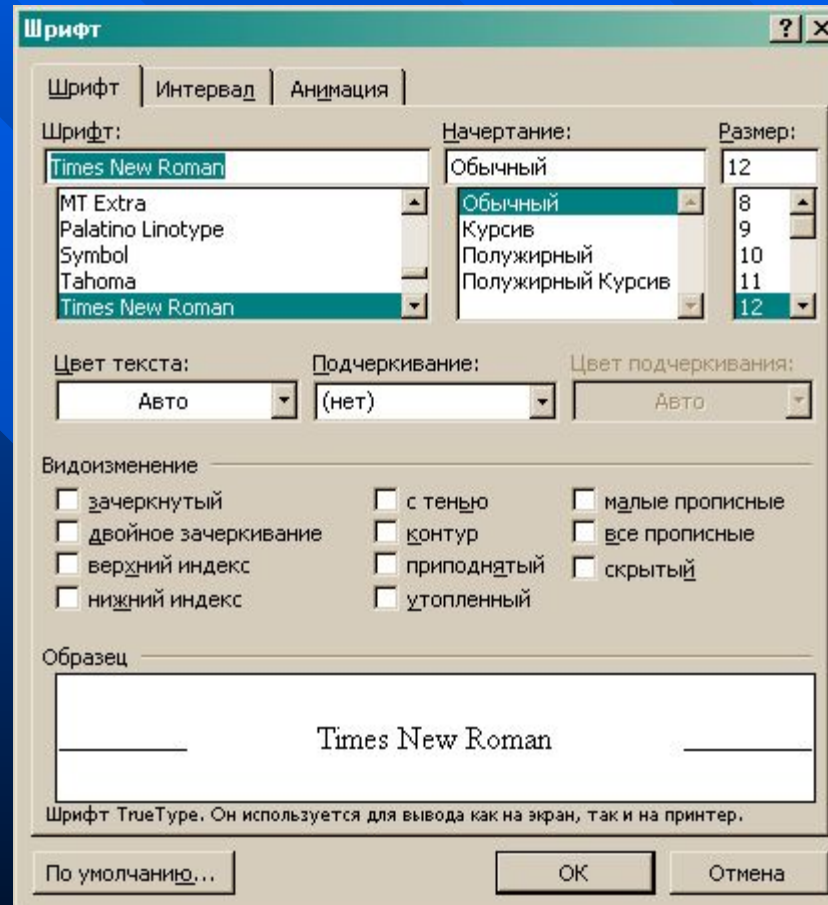 Шрифт
Шрифт Интервал Анимация
Шрифт: Начертание: Размер:
Times New Roman Обычный 12
MT Extra Обычный 8
Palatino Linotype Курсив 9
Symbol Полужирный 10
Tahoma Полужирный Курсив 11
Times New Roman 12
Цвет текста: Подчеркивание: Цвет подчеркивания:
Авто (нет) Авто
Видоизменение
зачеркнутый с тенью малые прописные
двойное зачеркивание контур все прописные
верхний индекс приподнятый скрытый
нижний индекс утопленный
Образец
Times New Roman
Шрифт TrueType. Он используется для вывода как на экран, так и на принтер.
По умолчанию... ОК Отмена